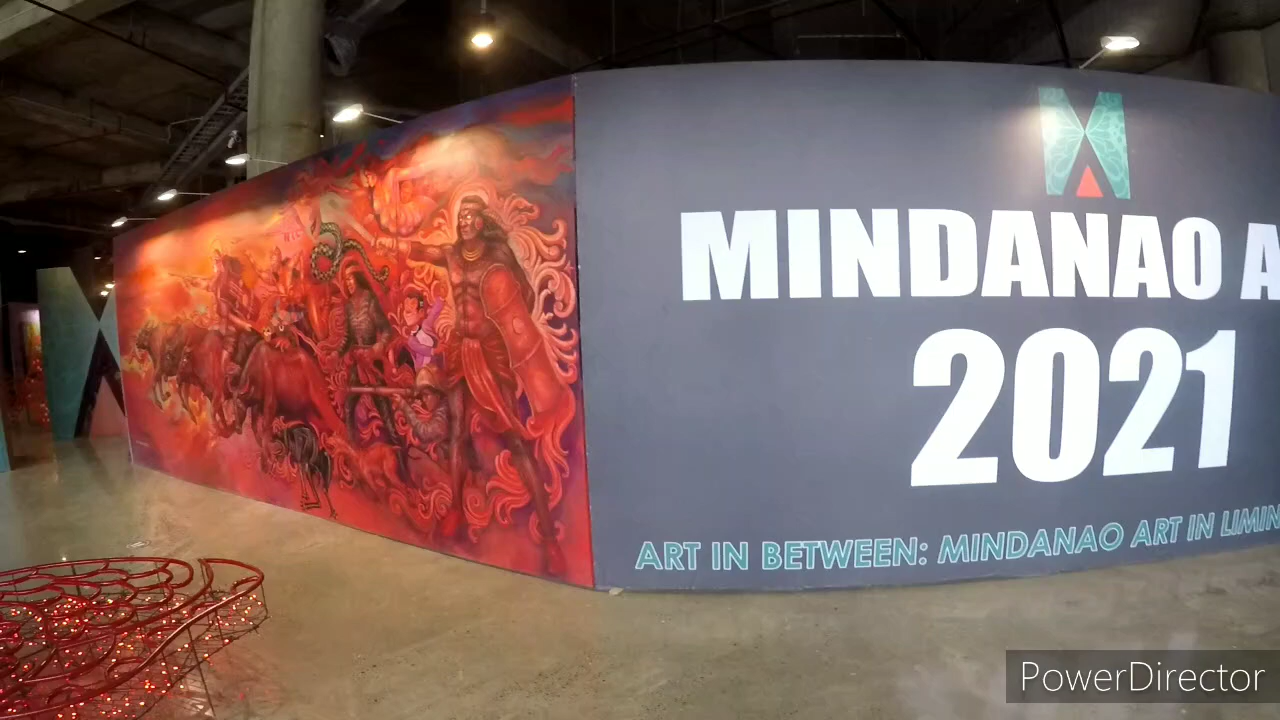 MINDANAO A
2021
ART IN BETWEEN: MINDANAO ART IN LIMIN
PowerDirector